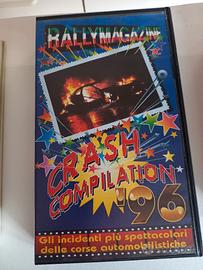 RALLYMAGAZINE
CRASH
COMPILATION
'96
Gli incidenti più spettacolari
delle corse automobilistiche